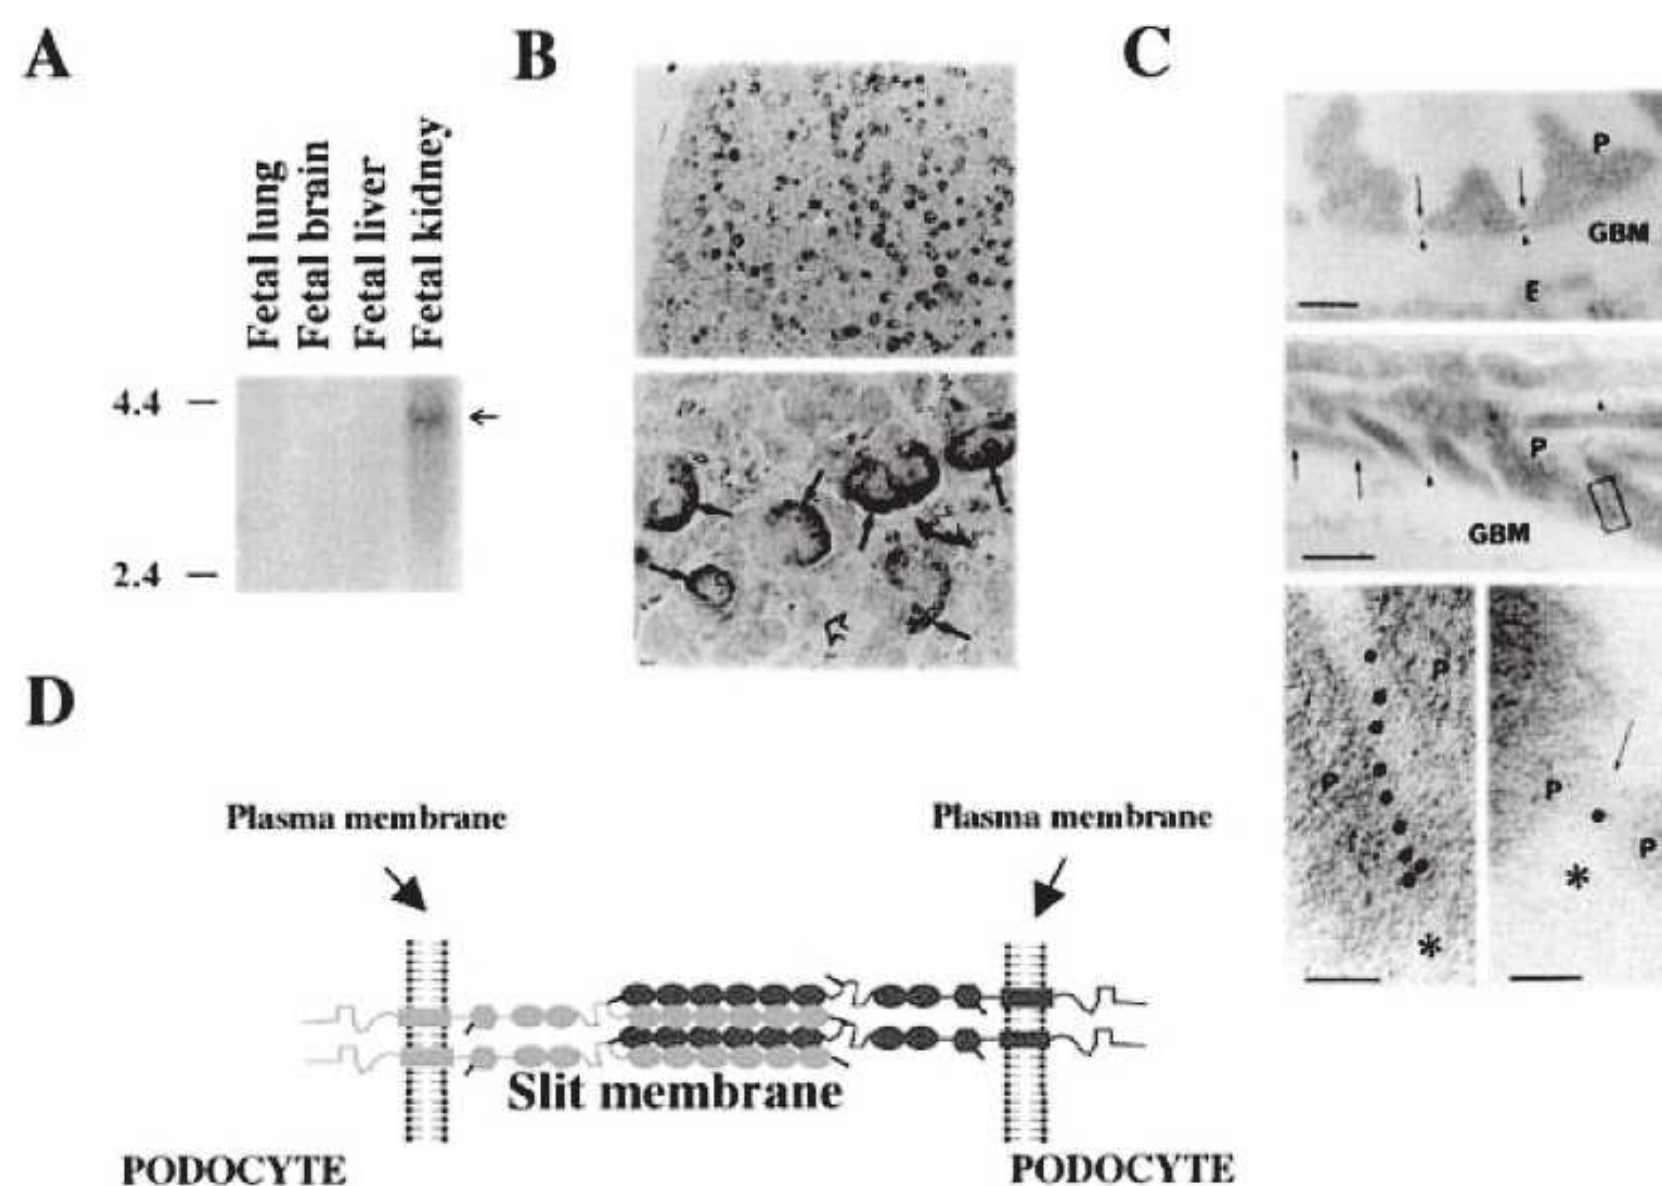 A
B
C
Fetal lung
Fetal brain
Fetal liver
Fetal kidney
4.4
2.4
P
GBM
E
P
GBM
P
P
*
P
P
*
D
Plasma membrane
Plasma membrane
Slit membrane
PODOCYTE
PODOCYTE